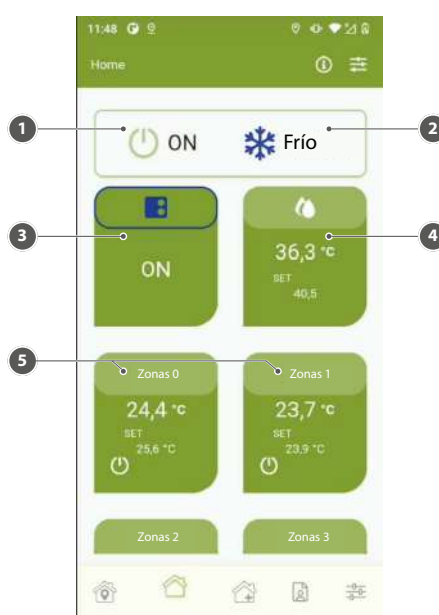 11:48
Home
1
ON
Frío
2
3
ON
36,3 °C
SET
40,5
4
5
Zonas 0
24,4 °C
SET
25,6 °C
Zonas 1
23,7 °C
SET
23,9 °C
Zonas 2
Zonas 3